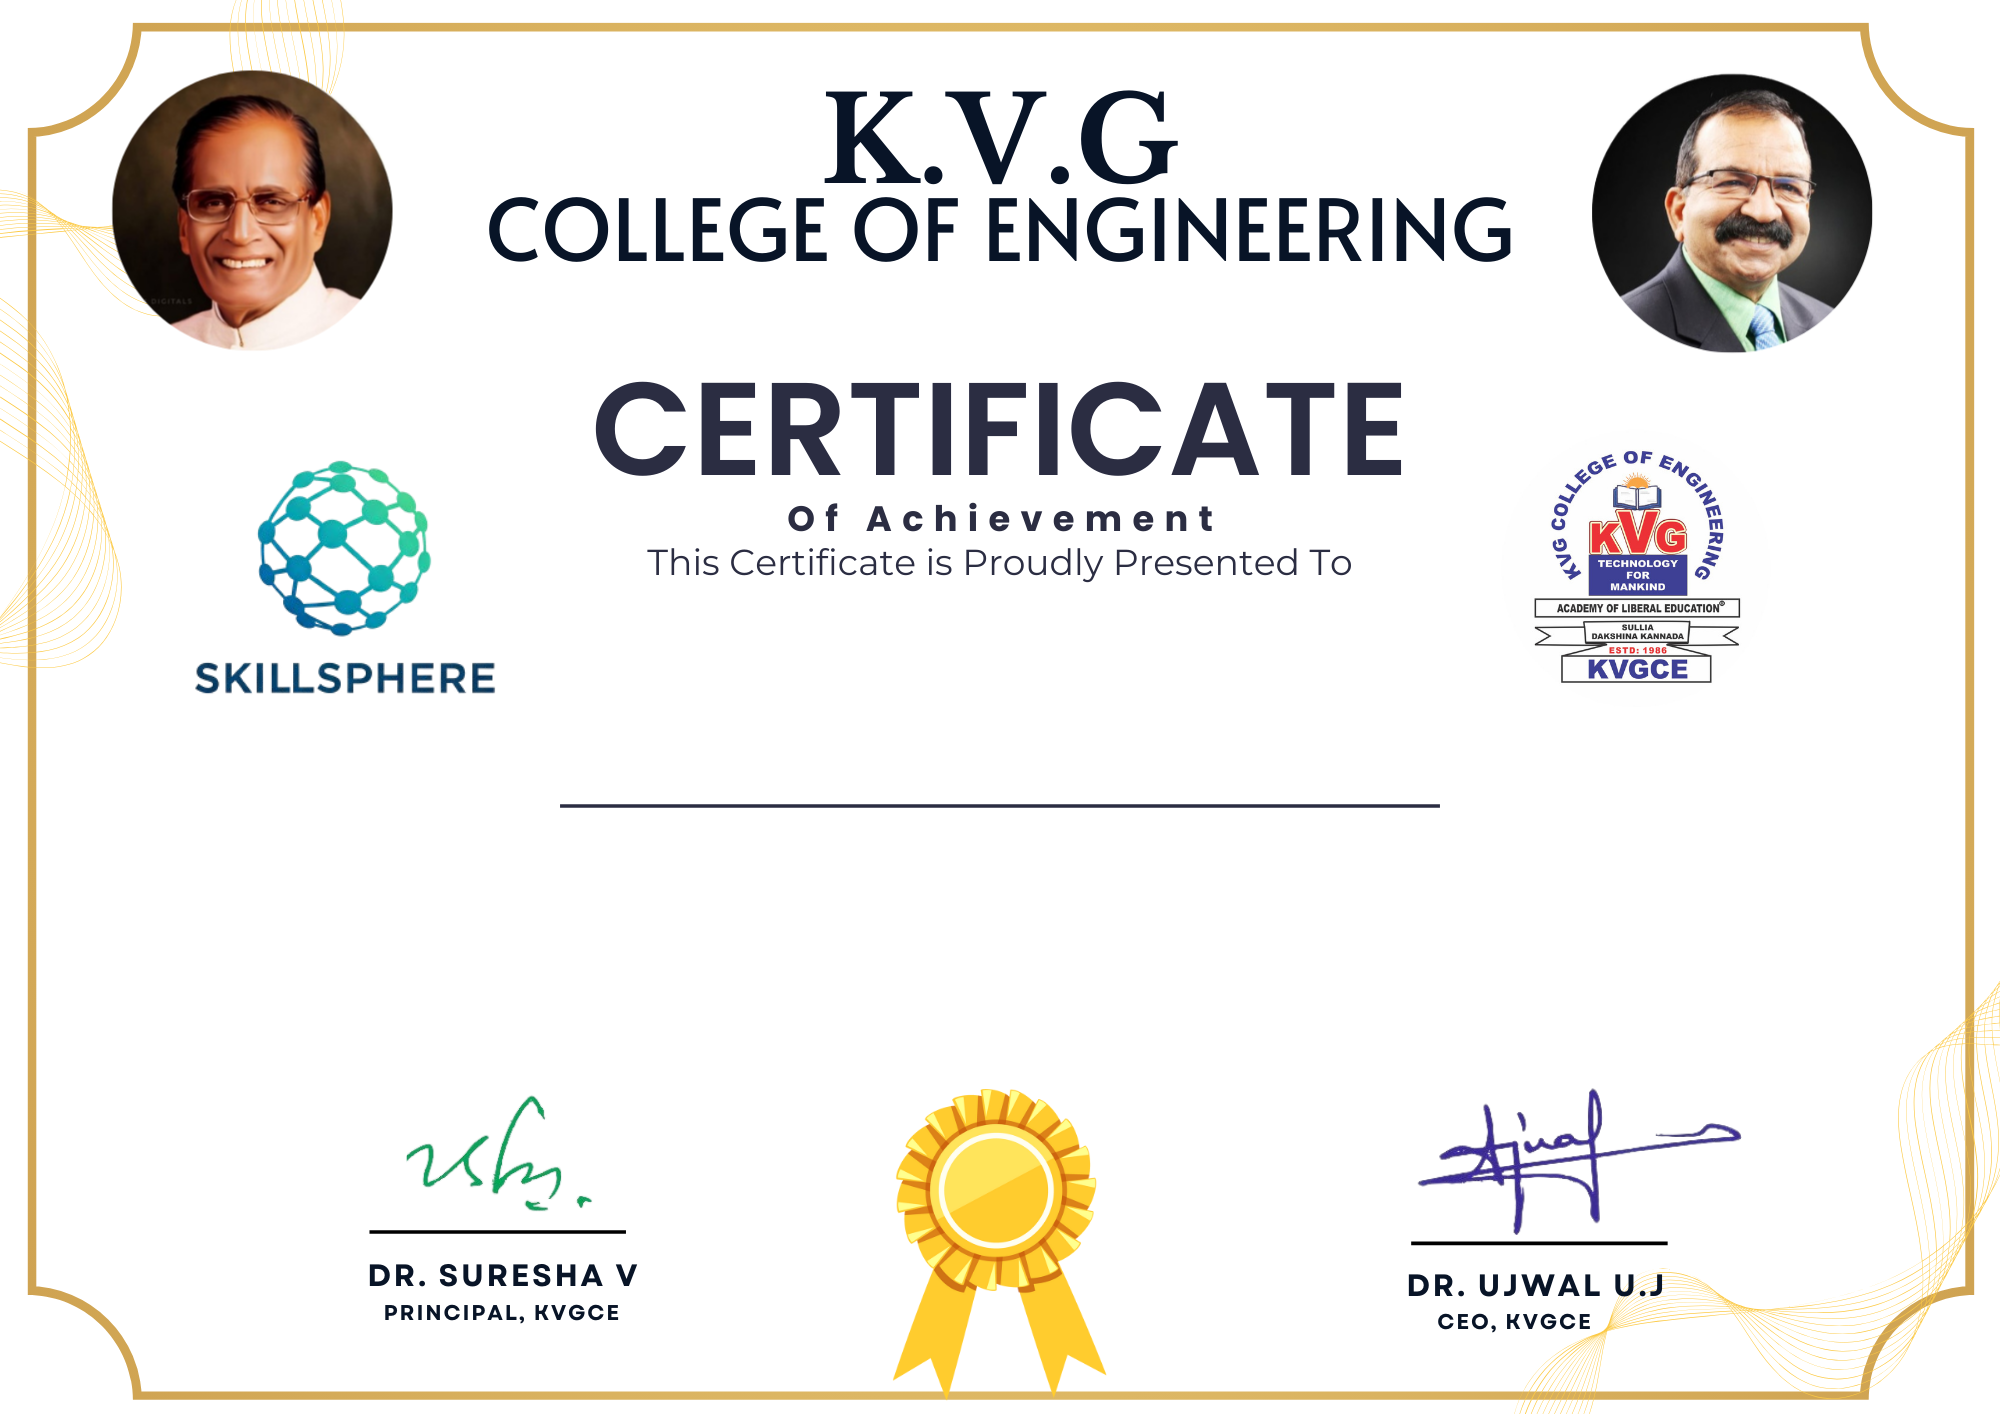 K.V.G
COLLEGE OF ENGINEERING
DIGITALS
CERTIFICATE
Of Achievement
This Certificate is Proudly Presented To
SKILLSPHERE
KVG COLLEGE OF ENGINEERING
KVG
TECHNOLOGY
FOR
MANKIND
ACADEMY OF LIBERAL EDUCATION®
SULLIA
DAKSHINA KANNADA
ESTD: 1986
KVGCE
DR. SURESHA V
PRINCIPAL, KVGCE
DR. UJWAL U.J
CEO, KVGCE